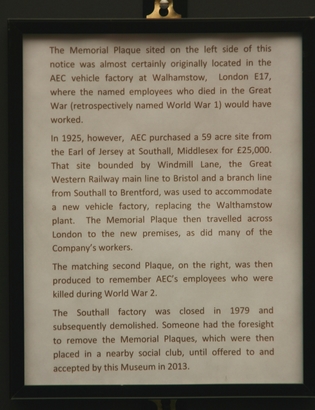 The Memorial Plaque sited on the left side of this
notice was almost certainly originally located in the
AEC vehicle factory at Walhamstow, London E17,
where the named employees who died in the Great
War (retrospectively named World War 1) would have
worked.
In 1925, however, AEC purchased a 59 acre site from
the Earl of Jersey at Southall, Middlesex for £25,000.
That site bounded by Windmill Lane, the Great
Western Railway main line to Bristol and a branch line
from Southall to Brentford, was used to accommodate
a new vehicle factory, replacing the Walthamstow
plant. The Memorial Plaque then travelled across
London to the new premises, as did many of the
Company's workers.
The matching second Plaque, on the right, was then
produced to remember AEC's employees who were
killed during World War 2.
The Southall factory was closed in 1979 and
subsequently demolished. Someone had the foresight
to remove the Memorial Plaques, which were then
placed in a nearby social club, until offered to and
accepted by this Museum in 2013.